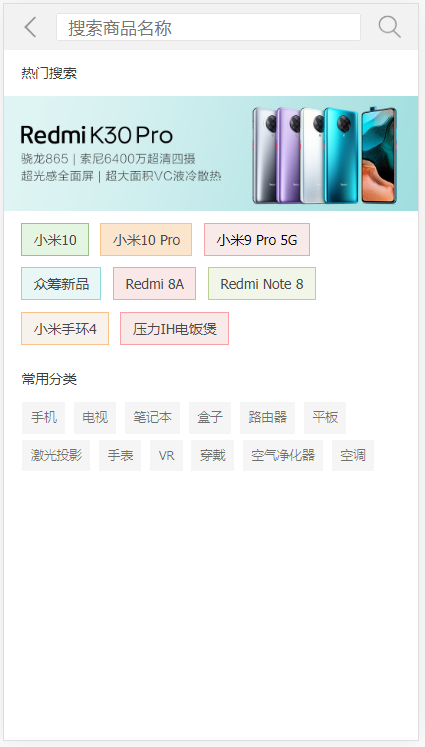 搜索商品名称
热门搜索
Redmi K30 Pro
骁龙865 | 索尼6400万超清四摄
超光感全面屏 | 超大面积VC液冷散热
小米10 小米10 Pro 小米9 Pro 5G
众筹新品 Redmi 8A Redmi Note 8
小米手环4 压力IH电饭煲
常用分类
手机 电视 笔记本 盒子 路由器 平板
激光投影 手表 VR 穿戴 空气净化器 空调